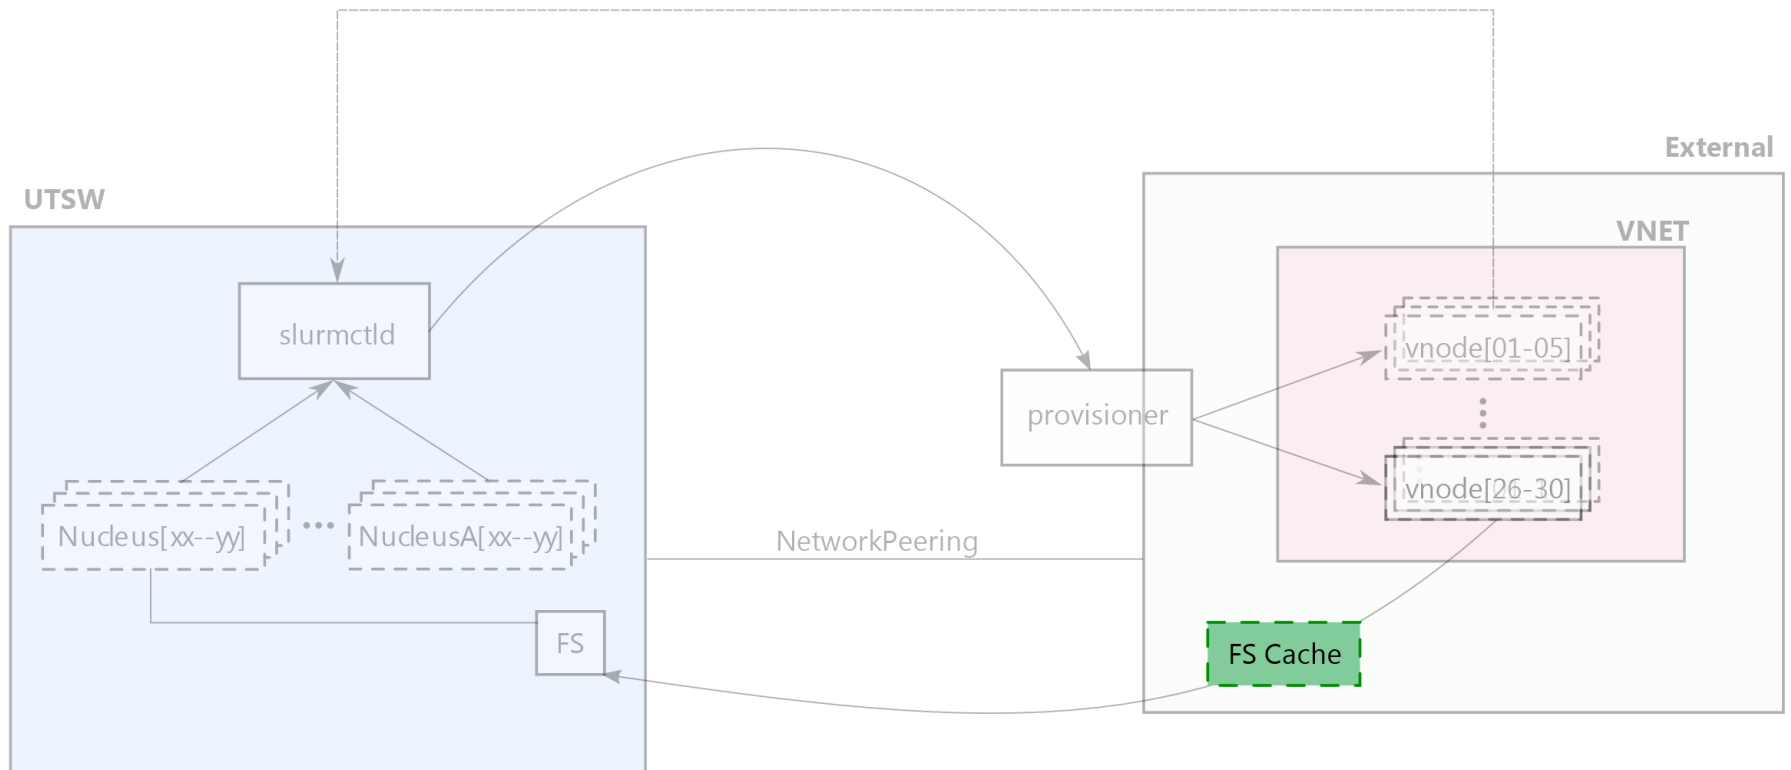 External
UTSW
VNET
slurmctld
vnode[01-05]
provisioner
vnode[26-30]
Nucleus[xx--yy]
NucleusA[xx--yy]
NetworkPeering
FS
FS Cache